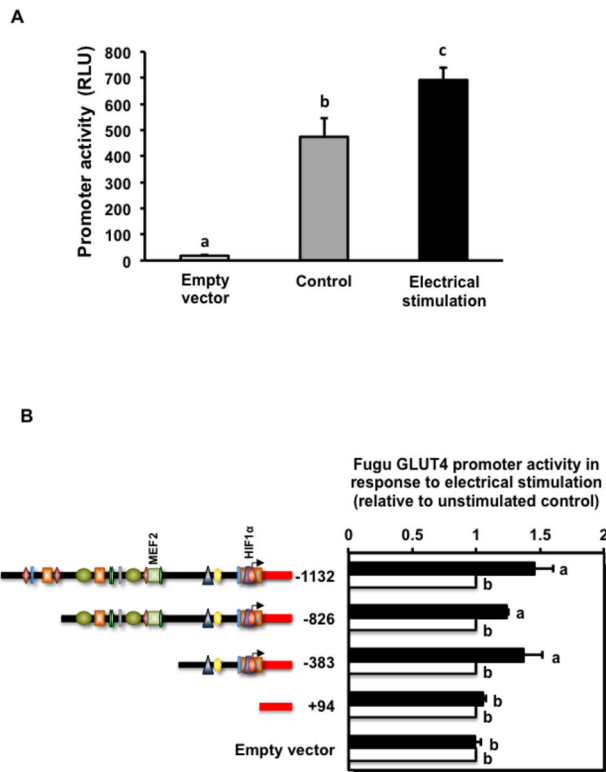 A
Promoter activity (RLU)
800
700
600
500
400
300
200
100
0
a
b
c
Empty
vector
Control
Electrical
stimulation
B
Fugu GLUT4 promoter activity in
response to electrical stimulation
(relative to unstimulated control)
0 0.5 1 1.5 2
MEF2
HIF1α
-1132
a
b
-826
a
b
-383
a
b
+94
b
b
Empty vector
b
b